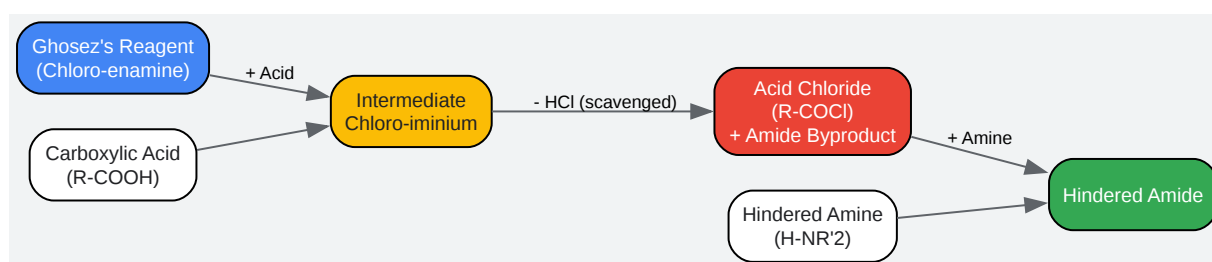 Ghosez's Reagent
(Chloro-enamine)
+ Acid
Carboxylic Acid
(R-COOH)
Intermediate
Chloro-iminium
- HCl (scavenged)
Acid Chloride
(R-COCl)
+ Amide Byproduct
+ Amine
Hindered Amine
(H-NR'2)
Hindered Amide